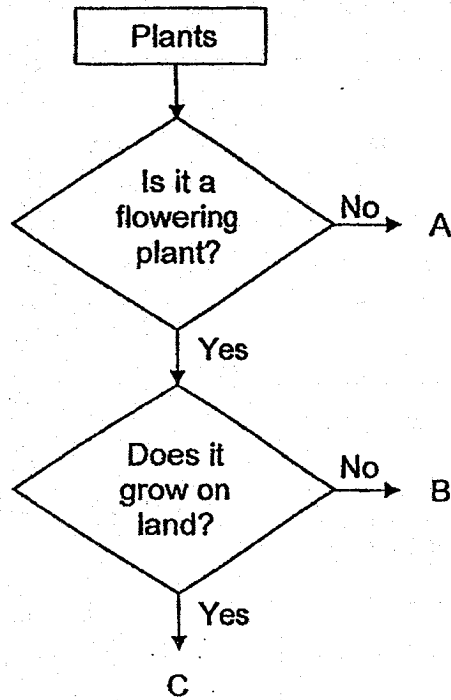 Plants
Is it a
flowering
plant?
No
A
Yes
Does it
grow on
land?
No
B
Yes
C